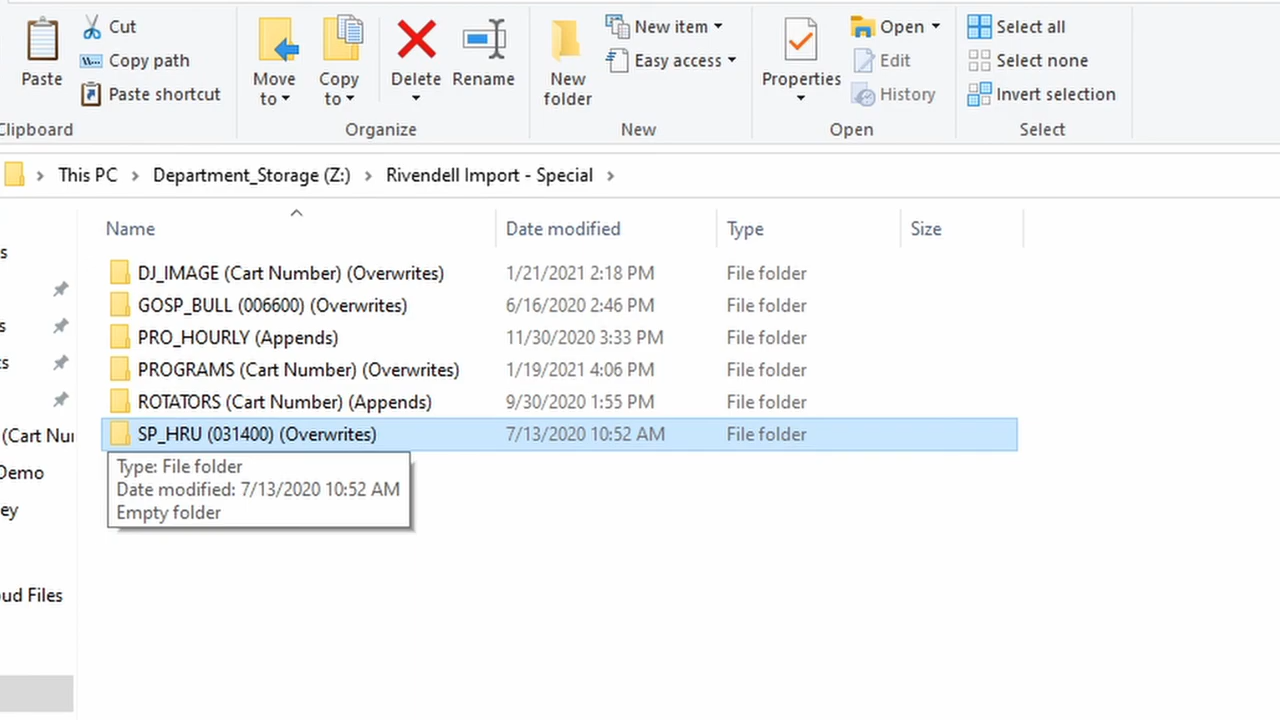 Paste
Cut
Copy path
Paste shortcut
Clipboard
Move to
Copy to
Delete
Rename
Organize
New folder
New item
Easy access
New
Properties
Open
Edit
History
Open
Select all
Select none
Invert selection
Select
This PC > Department_Storage (Z:) > Rivendell Import - Special >
Name Date modified Type Size
DJ_IMAGE (Cart Number) (Overwrites) 1/21/2021 2:18 PM File folder
GOSP_BULL (006600) (Overwrites) 6/16/2020 2:46 PM File folder
PRO_HOURLY (Appends) 11/30/2020 3:33 PM File folder
PROGRAMS (Cart Number) (Overwrites) 1/19/2021 4:06 PM File folder
ROTATORS (Cart Number) (Appends) 9/30/2020 1:55 PM File folder
SP_HRU (031400) (Overwrites) 7/13/2020 10:52 AM File folder
Type: File folder
Date modified: 7/13/2020 10:52 AM
Empty folder
(Cart Nu
Demo
ey
Files